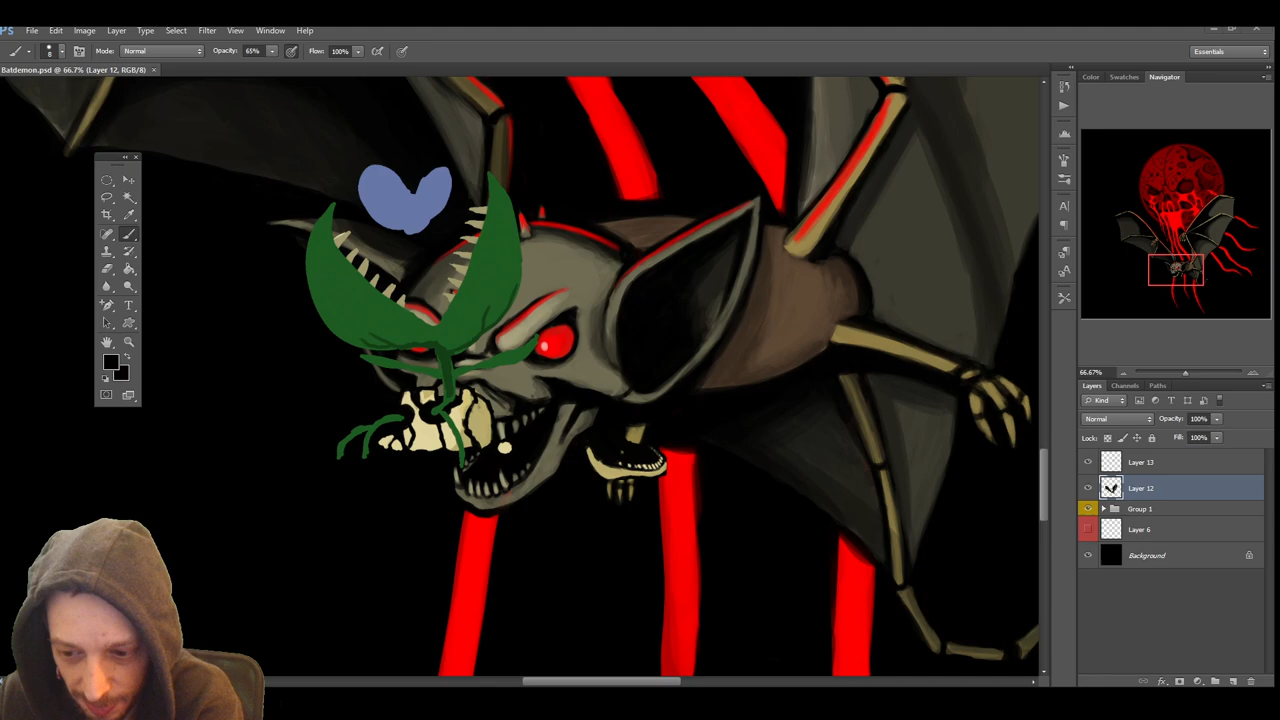 Ps File Edit Image Layer Type Select Filter View Window Help
8 Mode: Normal Opacity: 65% Flow: 100% Essentials
Batdemon.psd @ 66.7% (Layer 12, RGB/8) ×
Color Swatches Navigator
66.67%
Layers Channels Paths
Kind
Normal Opacity: 100%
Lock: Fill: 100%
Layer 13
Layer 12
Group 1
Layer 6
Background